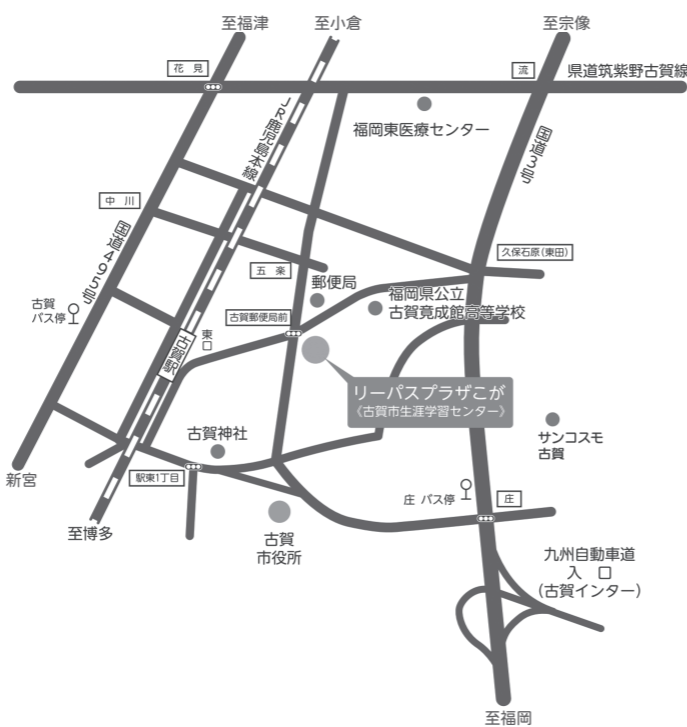 至福津
至小倉
至宗像
花見
流
県道筑紫野古賀線
福岡東医療センター
JR鹿児島本線
国道3号
中川
国道495号
久保石原(東田)
五楽
郵便局
古賀
バス停
福岡県公立
古賀竟成館高等学校
古賀郵便局前
東口
古賀駅
リーパスプラザこが
《古賀市生涯学習センター》
古賀神社
サンコスモ
古賀
新宮
駅東1丁目
庄 バス停
庄
至博多
古賀
市役所
九州自動車道
入 口
(古賀インター)
至福岡